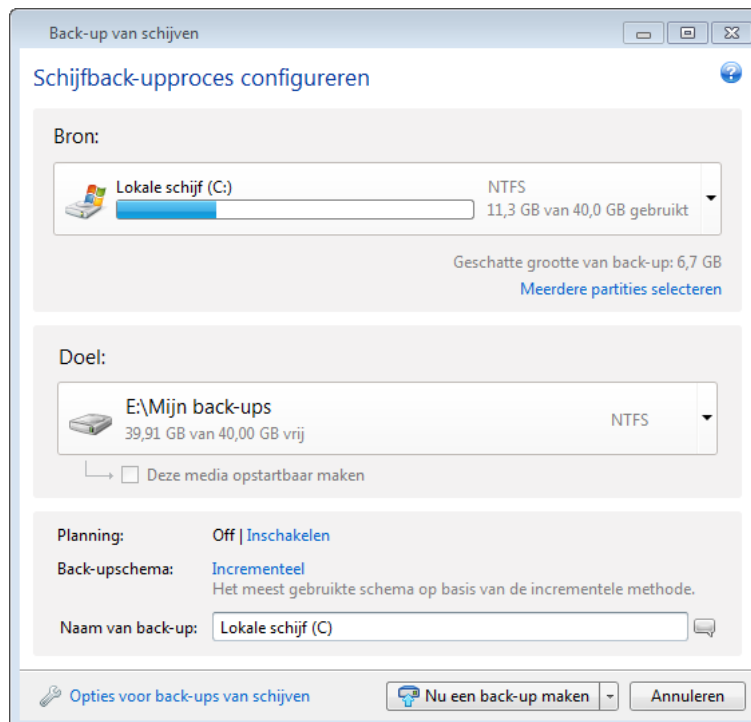 Back-up van schijven
Schijfback-upproces configureren
Bron:
Lokale schijf (C:)
NTFS
11,3 GB van 40,0 GB gebruikt
Geschatte grootte van back-up: 6,7 GB
Meerdere partities selecteren
Doel:
E:\Mijn back-ups
39,91 GB van 40,00 GB vrij
NTFS
Deze media opstartbaar maken
Planning: Off | Inschakelen
Back-upschema: Incrementeel
Het meest gebruikte schema op basis van de incrementele methode.
Naam van back-up: Lokale schijf (C)
Opties voor back-ups van schijven Nu een back-up maken Annuleren